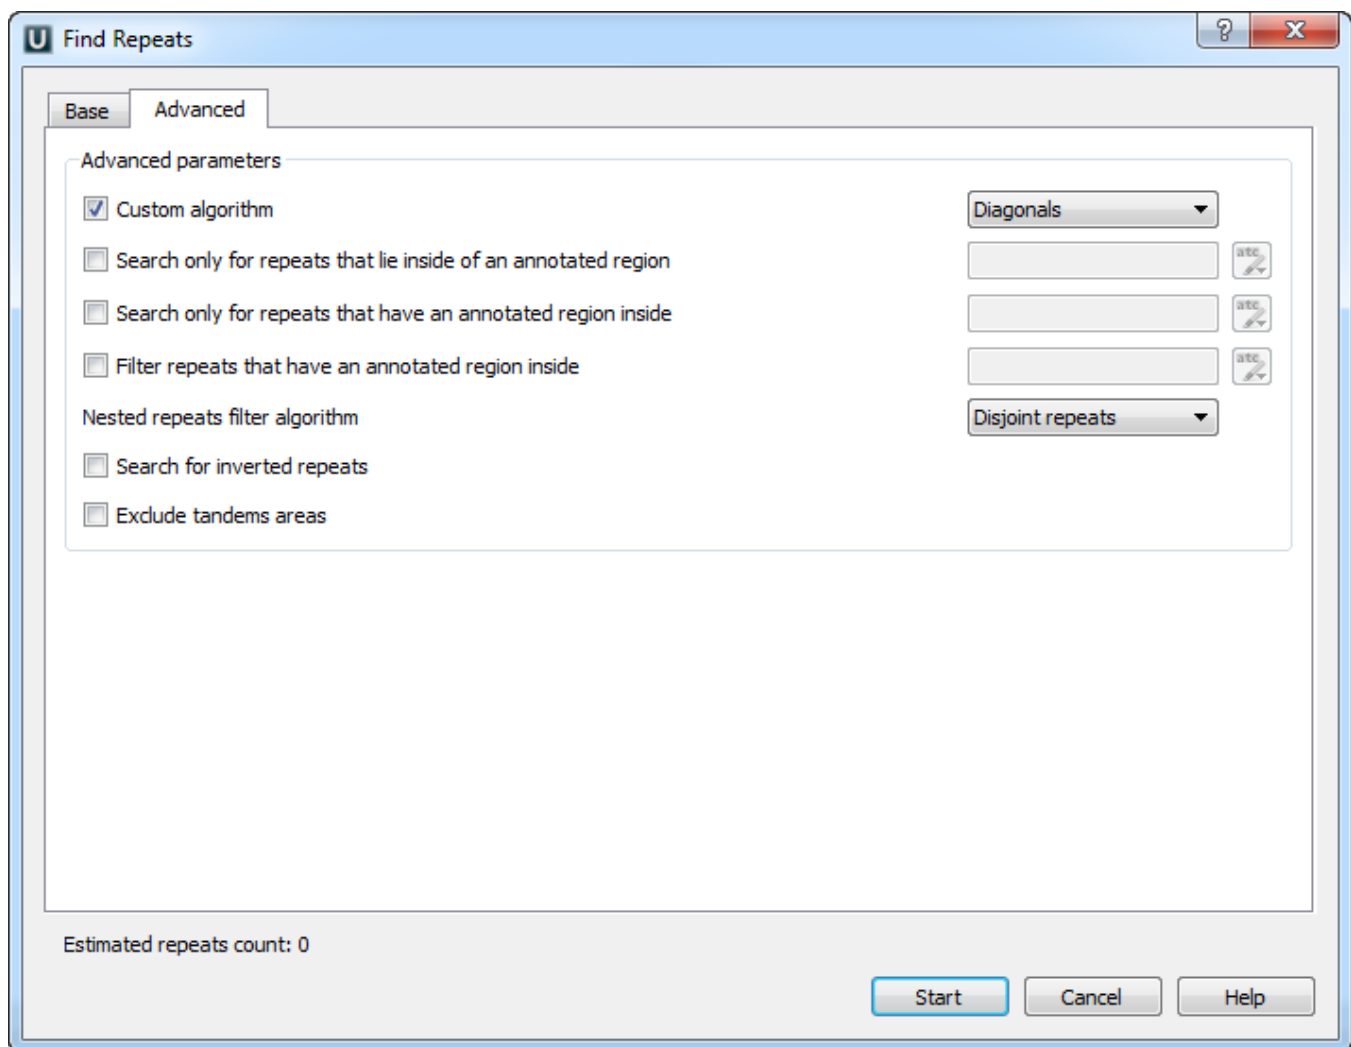 U Find Repeats ? X
Base Advanced
Advanced parameters
Custom algorithm Diagonals
Search only for repeats that lie inside of an annotated region atc
Search only for repeats that have an annotated region inside atc
Filter repeats that have an annotated region inside atc
Nested repeats filter algorithm Disjoint repeats
Search for inverted repeats
Exclude tandems areas
Estimated repeats count: 0
Start Cancel Help